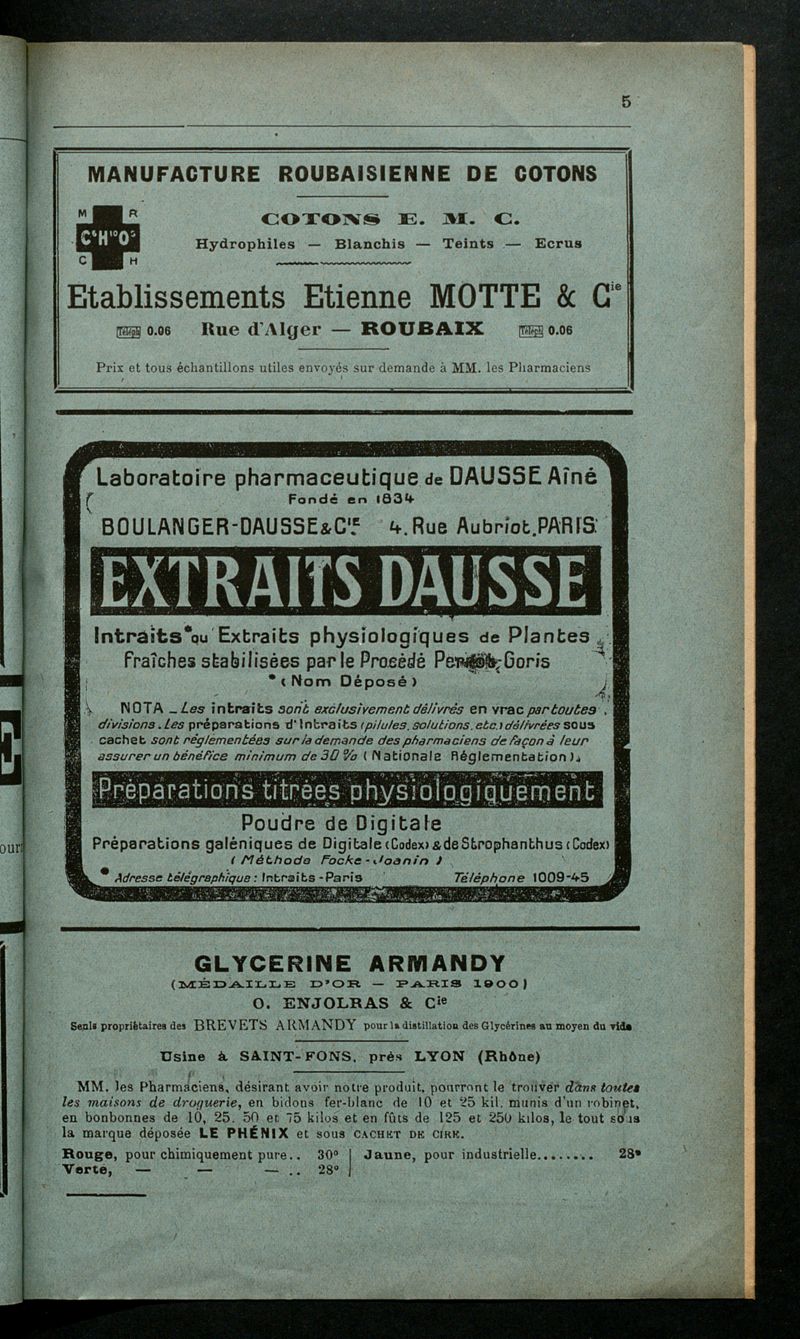 5
MANUFACTURE ROUBAISIENNE DE COTONS
M R
C⁶H¹⁰O⁵
C H
COTONS E. M. C.
Hydrophiles — Blanchis — Teints — Ecrus
Etablissements Etienne MOTTE & Cie
Téléph 0.06 Rue d'Alger — ROUBAIX Téléph 0.06
Prix et tous échantillons utiles envoyés sur demande à MM. les Pharmaciens
Laboratoire pharmaceutique de DAUSSE Aîné
Fondé en 1834
BOULANGER-DAUSSE & Cie 4. Rue Aubriot. PARIS
EXTRAITS DAUSSE
Intraits* ou Extraits physiologiques de Plantes
Fraîches stabilisées par le Procédé Goris
* (Nom Déposé)
NOTA _ Les intraits sont exclusivement délivrés en vrac par toutes
divisions. Les préparations d'Intraits (pilules. solutions. etc.) délivrées sous
cachet sont réglementées sur la demande des pharmaciens de façon à leur
assurer un bénéfice minimum de 30 % (Nationale Réglementation).
Préparations titrées physiologiquement
Poudre de Digitale
Préparations galéniques de Digitale (Codex) & de Strophanthus (Codex)
(Méthode Focke-Joanin)
* Adresse télégraphique: Intraits-Paris Téléphone 1009-45
GLYCERINE ARMANDY
(MÉDAILLE D'OR — PARIS 1900)
O. ENJOLRAS & Cie
Seuls propriétaires des BREVETS ARMANDY pour la distillation des Glycérines au moyen du vide
Usine à SAINT-FONS, près LYON (Rhône)
MM. les Pharmaciens, désirant avoir notre produit, pourront le trouver dans toutes
les maisons de droguerie, en bidons fer-blanc de 10 et 25 kil. munis d'un robinet,
en bonbonnes de 10, 25. 50 et 75 kilos et en fûts de 125 et 250 kilos, le tout sous
la marque déposée LE PHÉNIX et sous CACHET DE CIRE.
Rouge, pour chimiquement pure.. 30° Jaune, pour industrielle........ 28°
Verte, — — — .. 28°